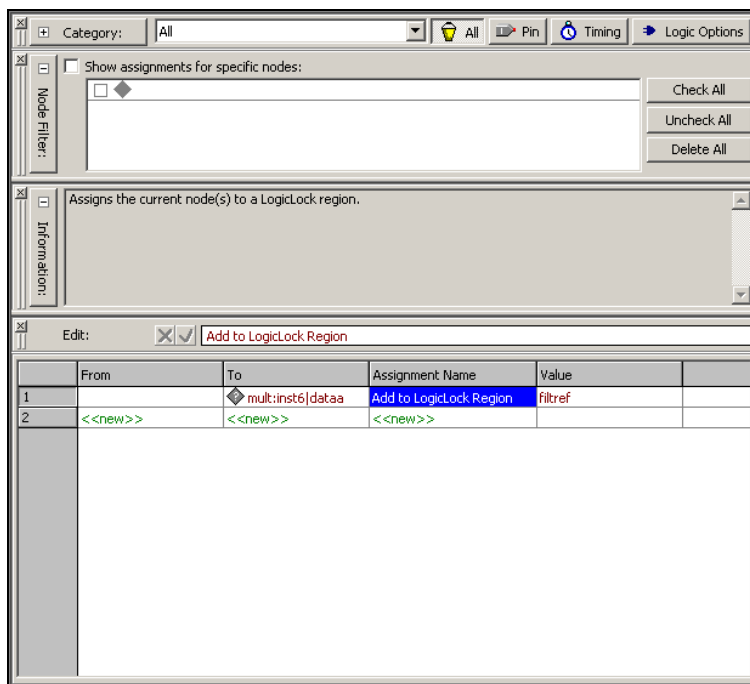 Category: All All Pin Timing Logic Options
Show assignments for specific nodes:
Node Filter:
Check All
Uncheck All
Delete All
Information:
Assigns the current node(s) to a LogicLock region.
Edit: Add to LogicLock Region
From To Assignment Name Value
1 mult:inst6|dataa Add to LogicLock Region filtref
2 <<new>> <<new>> <<new>>